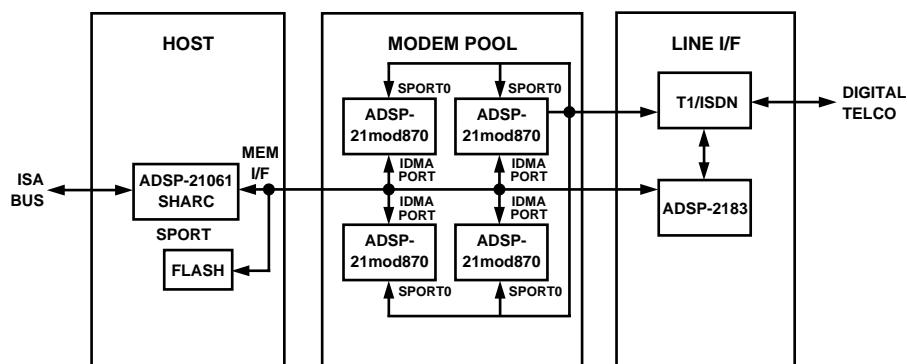 HOST
MODEM POOL
LINE I/F
SPORT0
SPORT0
ADSP-
21mod870
ADSP-
21mod870
T1/ISDN
DIGITAL
TELCO
MEM
I/F
IDMA
PORT
IDMA
PORT
ISA
BUS
ADSP-21061
SHARC
IDMA
PORT
IDMA
PORT
ADSP-2183
SPORT
FLASH
ADSP-
21mod870
ADSP-
21mod870
SPORT0
SPORT0